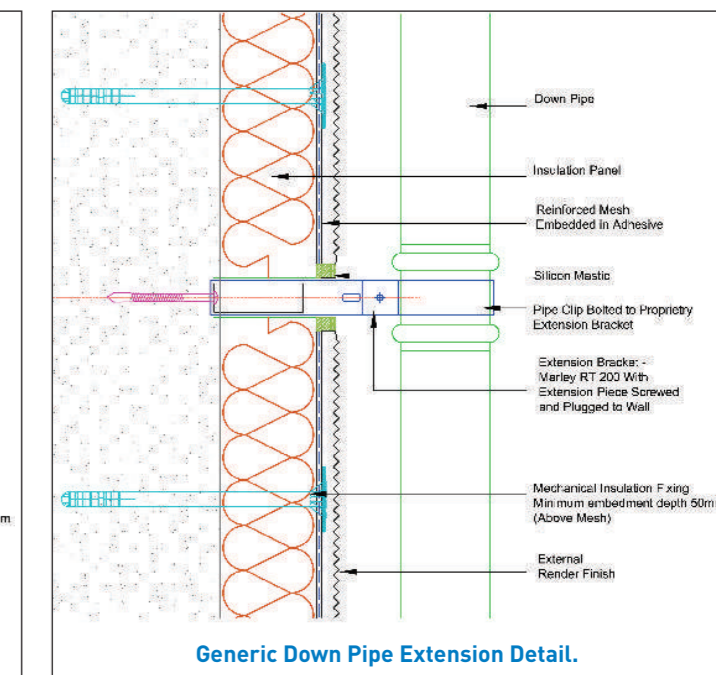 Down Pipe
Insulation Panel
Reinforced Mesh
Embedded in Adhesive
Silicon Mastic
Pipe Clip Bolted to Proprietry
Extension Bracket
Extension Bracket -
Marley RT 200 With
Extension Piece Screwed
and Plugged to Wall
Mechanical Insulation Fixing
Minimum embedment depth 50m
(Above Mesh)
m
External
Render Finish
Generic Down Pipe Extension Detail.